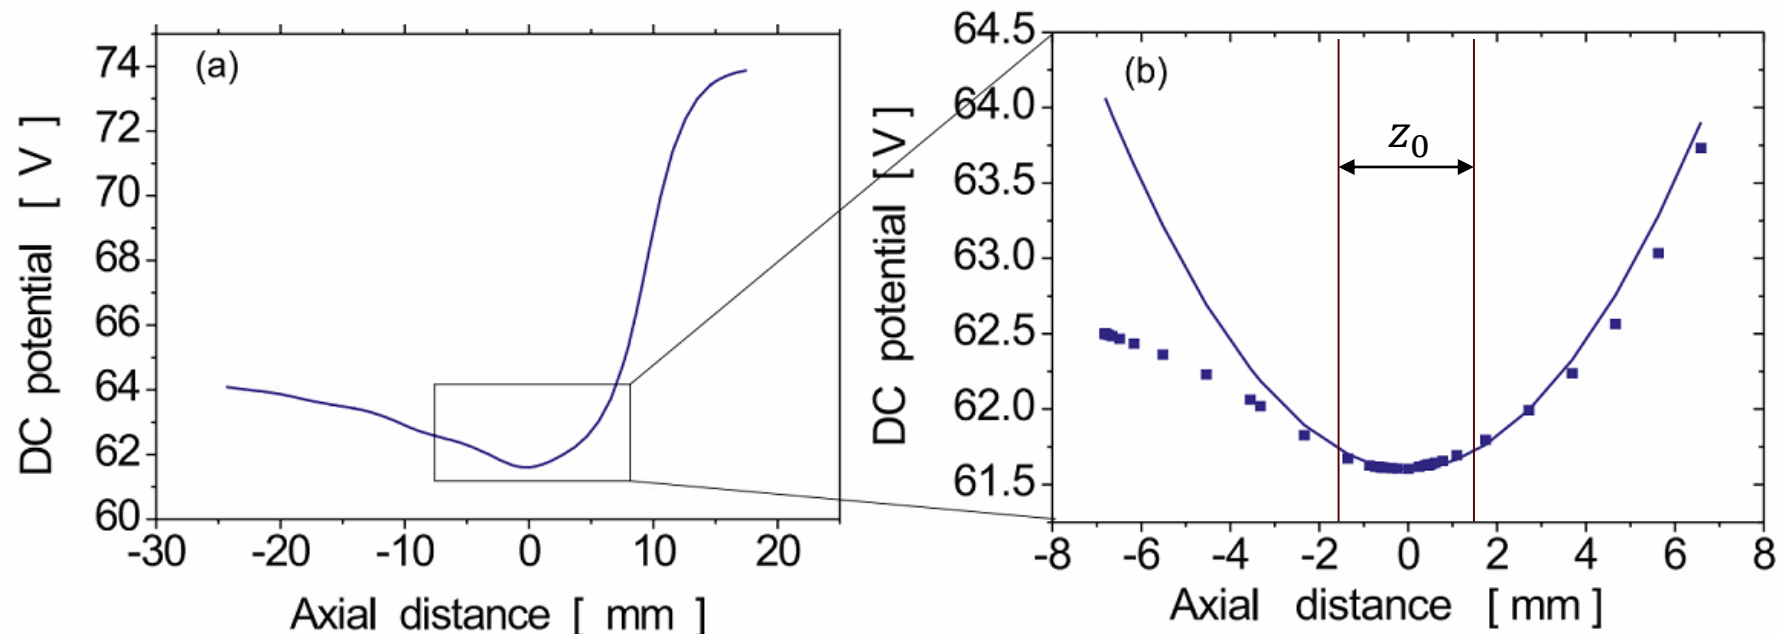 (a)
DC potential [ V ]
74
72
70
68
66
64
62
60
-30 -20 -10 0 10 20
Axial distance [ mm ]
(b)
z₀
DC potential [ V ]
64.5
64.0
63.5
63.0
62.5
62.0
61.5
-8 -6 -4 -2 0 2 4 6 8
Axial distance [ mm ]